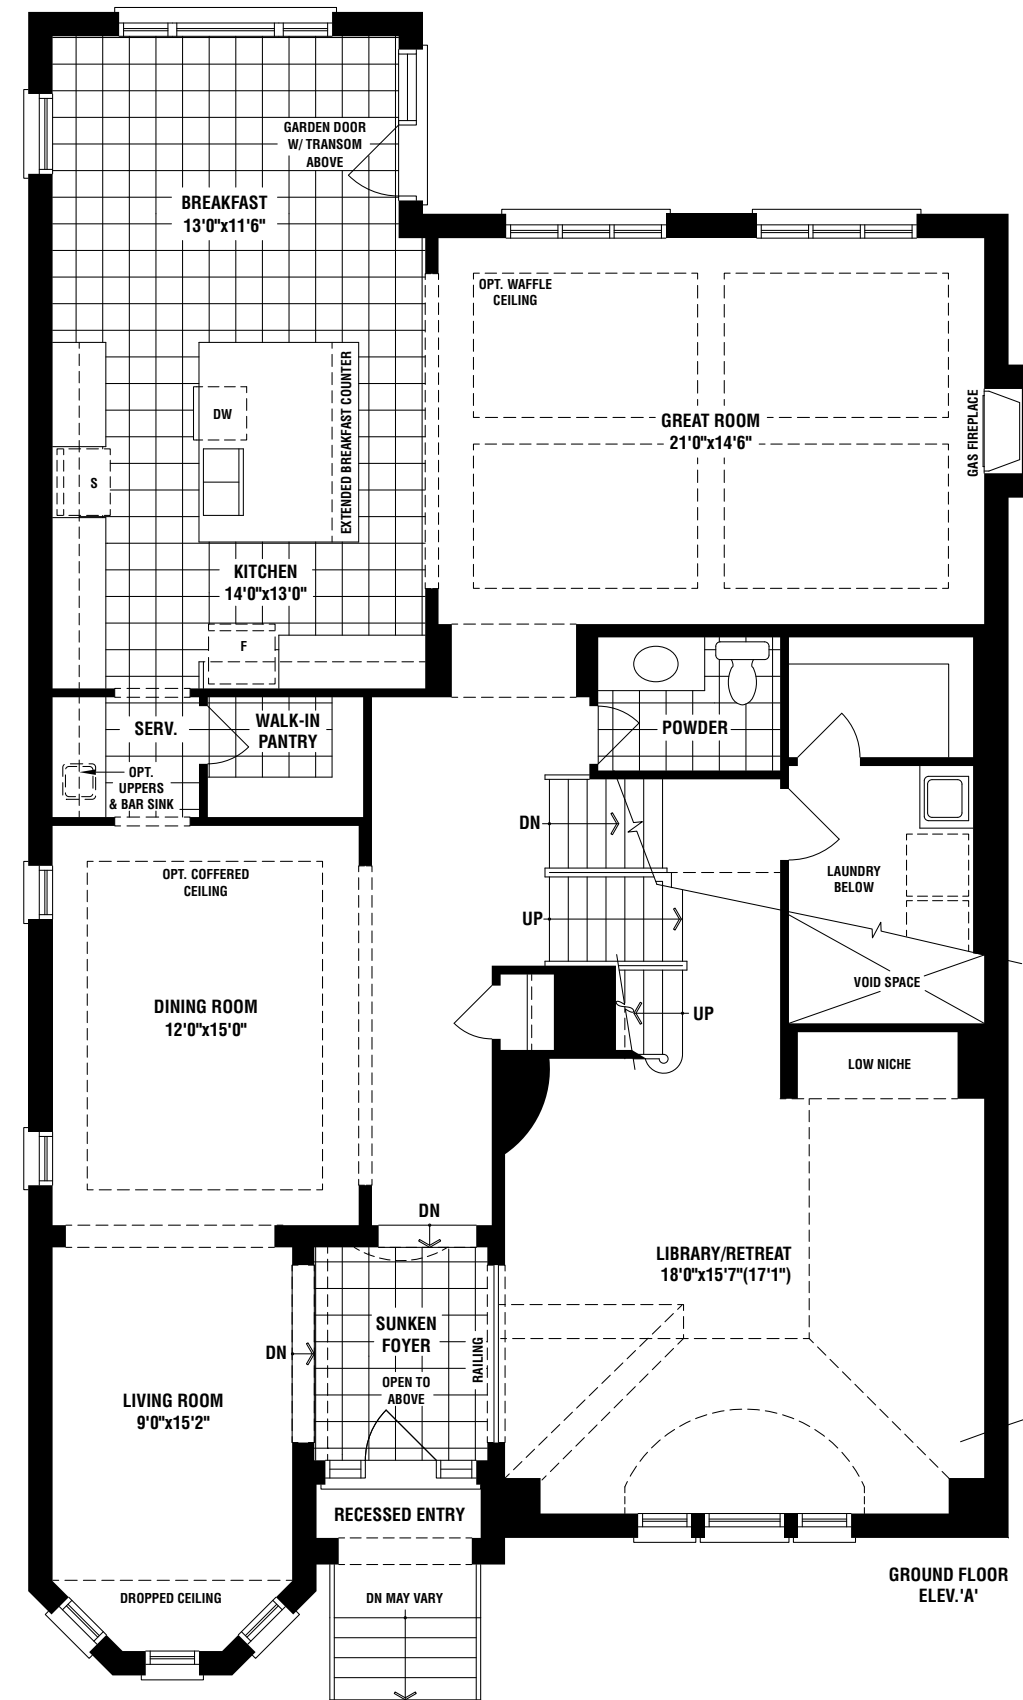 GARDEN DOOR
W/ TRANSOM
ABOVE
BREAKFAST
13'0"x11'6"
OPT. WAFFLE
CEILING
EXTENDED BREAKFAST COUNTER
DW
GREAT ROOM
21'0"x14'6"
GAS FIREPLACE
S
KITCHEN
14'0"x13'0"
F
SERV.
WALK-IN
PANTRY
POWDER
OPT.
UPPERS
& BAR SINK
DN
OPT. COFFERED
CEILING
LAUNDRY
BELOW
UP
VOID SPACE
DINING ROOM
12'0"x15'0"
UP
LOW NICHE
DN
LIBRARY/RETREAT
18'0"x15'7"(17'1")
SUNKEN
FOYER
RAILING
DN
OPEN TO
ABOVE
LIVING ROOM
9'0"x15'2"
RECESSED ENTRY
DROPPED CEILING
DN MAY VARY
GROUND FLOOR
ELEV.'A'